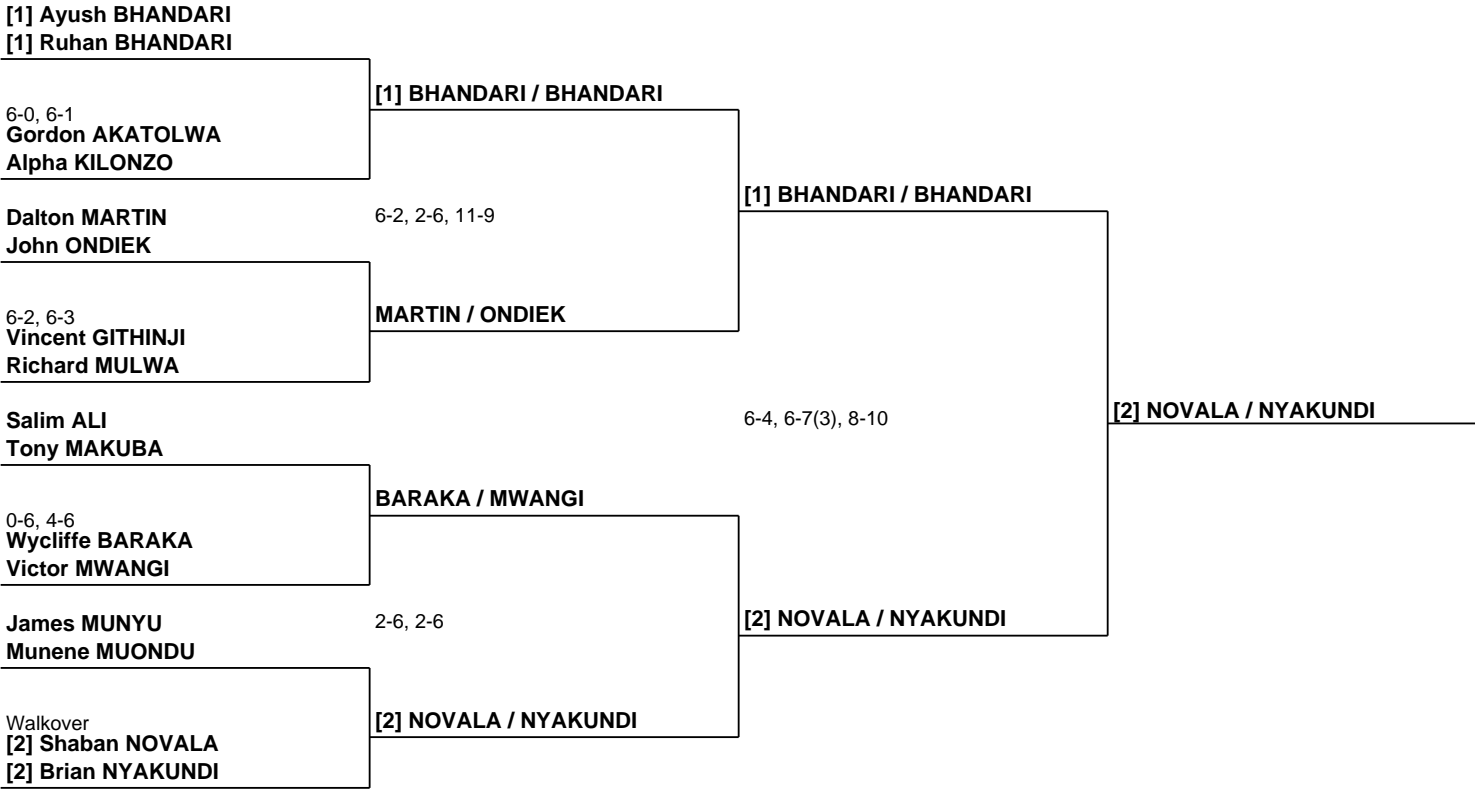 [1] Ayush BHANDARI
[1] Ruhan BHANDARI
[1] BHANDARI / BHANDARI
6-0, 6-1
Gordon AKATOLWA
Alpha KILONZO
[1] BHANDARI / BHANDARI
Dalton MARTIN
6-2, 2-6, 11-9
John ONDIEK
MARTIN / ONDIEK
6-2, 6-3
Vincent GITHINJI
Richard MULWA
[2] NOVALA / NYAKUNDI
Salim ALI
6-4, 6-7(3), 8-10
Tony MAKUBA
BARAKA / MWANGI
0-6, 4-6
Wycliffe BARAKA
Victor MWANGI
[2] NOVALA / NYAKUNDI
James MUNYU
2-6, 2-6
Munene MUONDU
[2] NOVALA / NYAKUNDI
Walkover
[2] Shaban NOVALA
[2] Brian NYAKUNDI